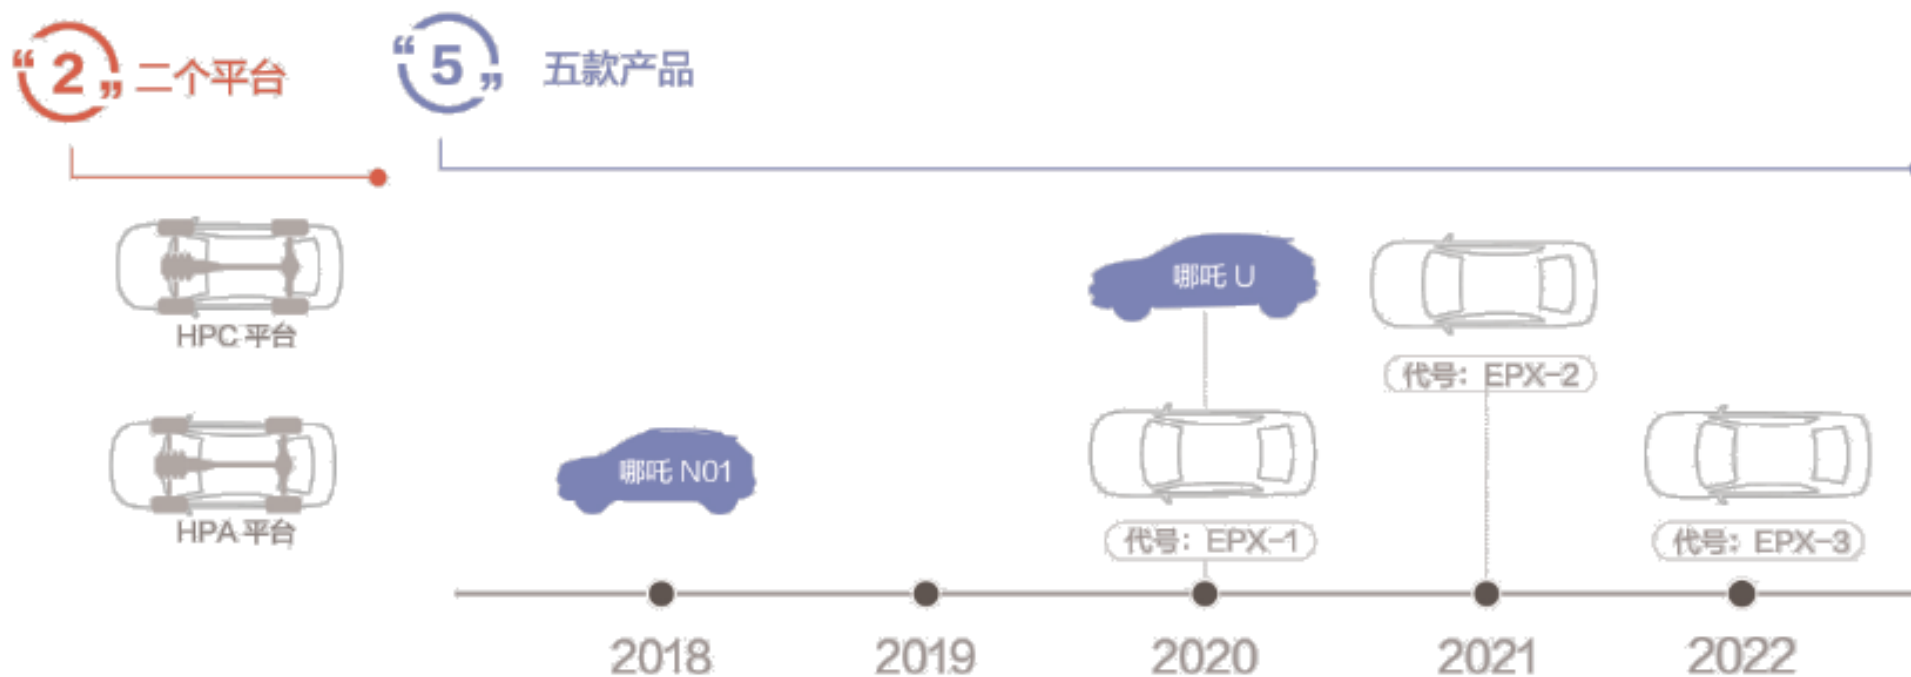 “2” 二个平台
“5” 五款产品
HPC 平台
哪吒 U
代号：EPX-2
HPA 平台
哪吒 N01
代号：EPX-1
代号：EPX-3
2018
2019
2020
2021
2022